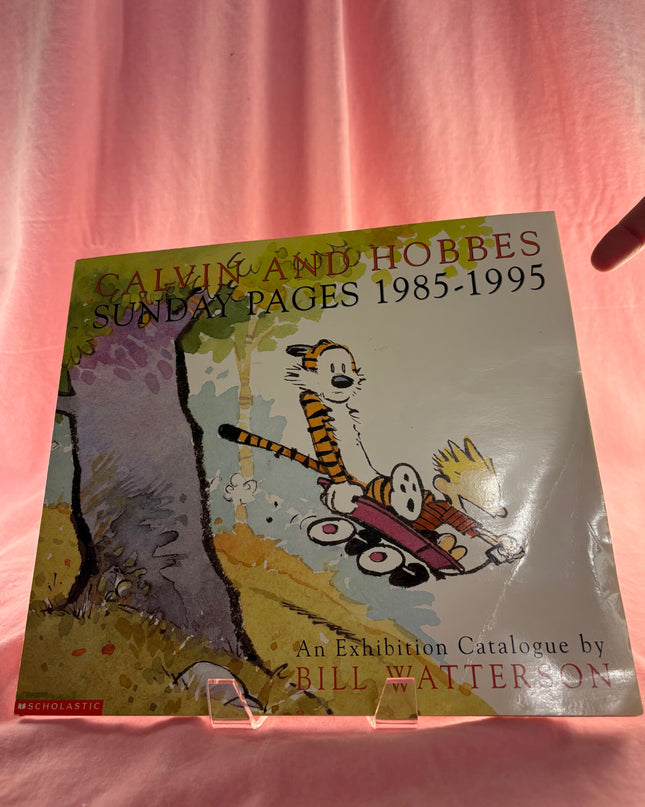 CALVIN AND HOBBES
SUNDAY PAGES 1985-1995
An Exhibition Catalogue by
BILL WATTERSON
SCHOLASTIC